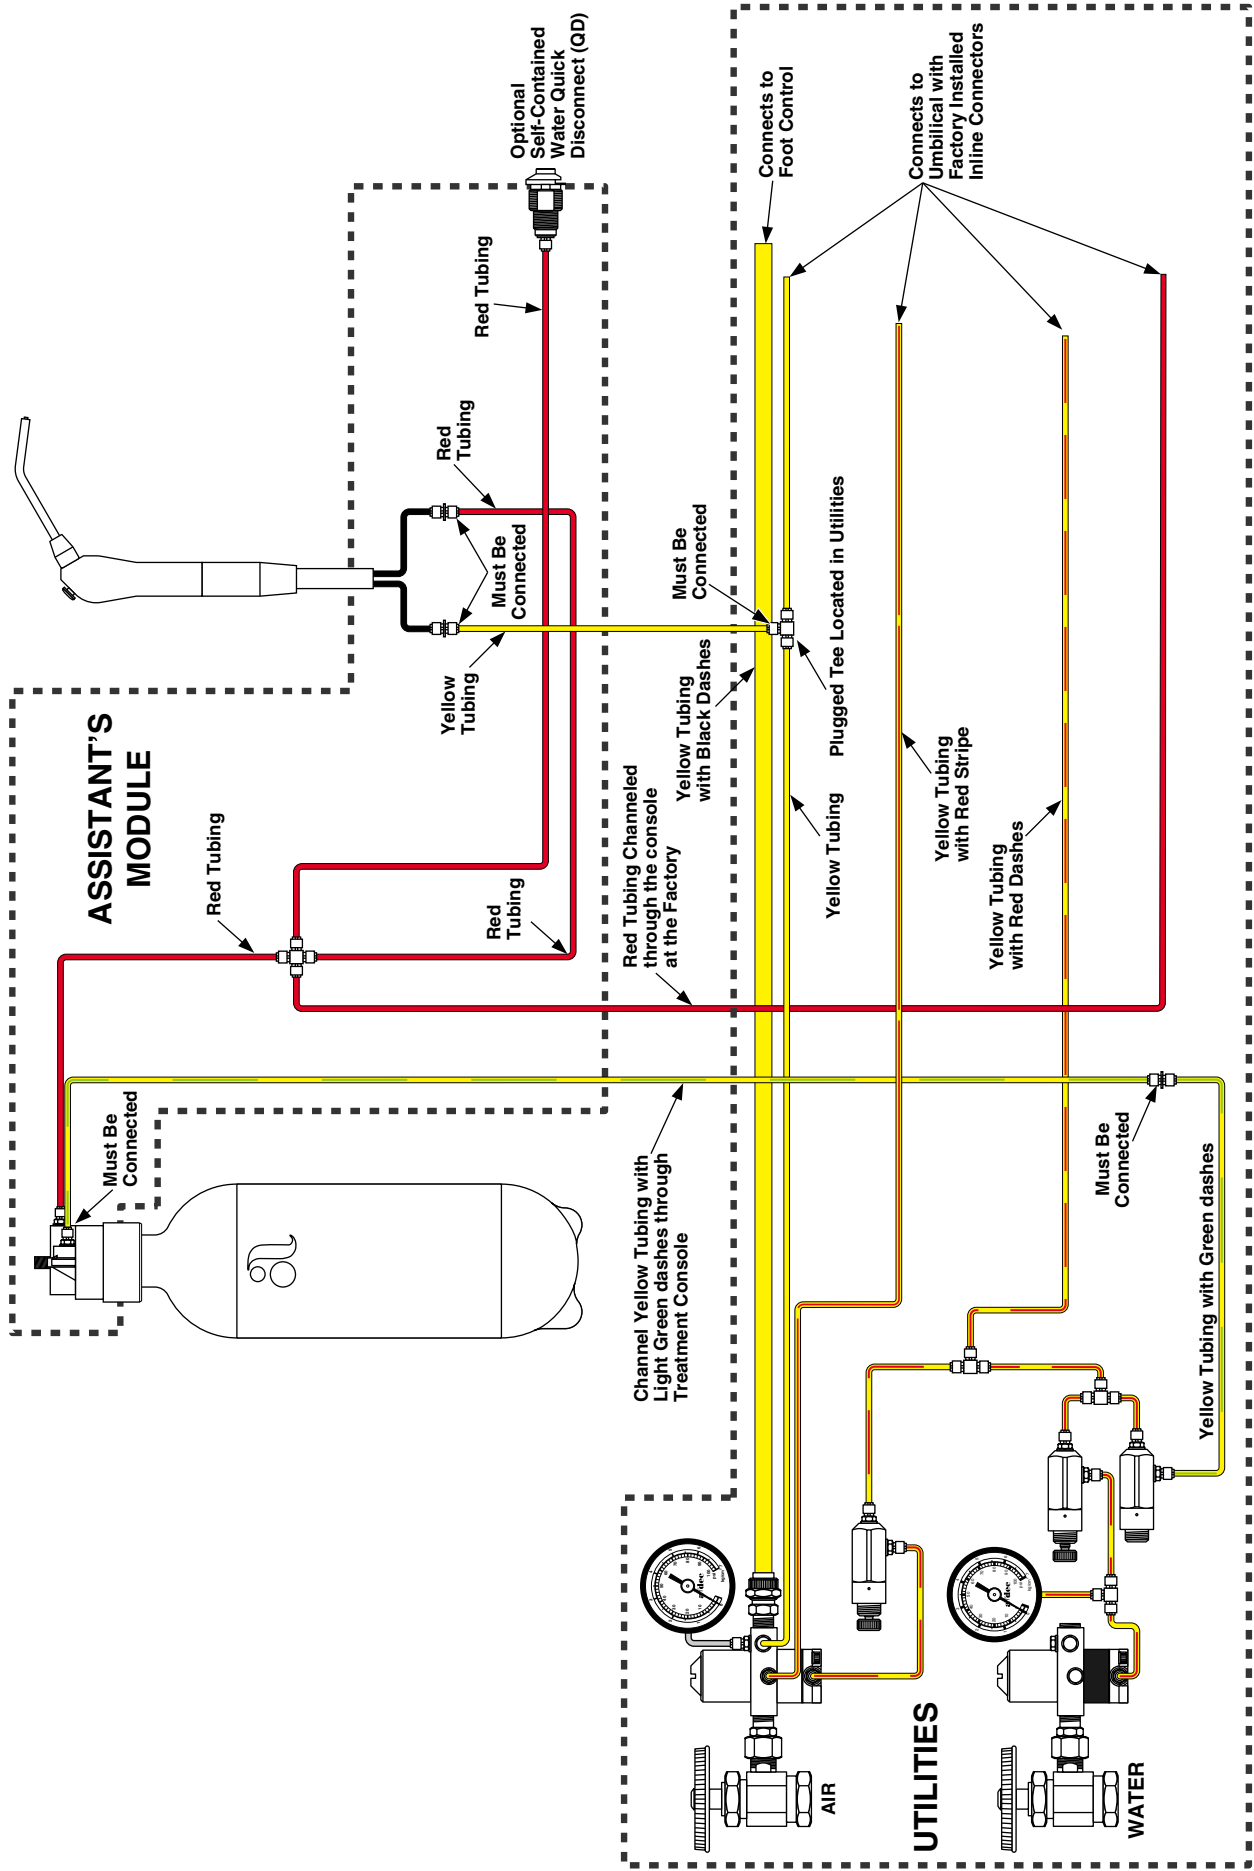 ASSISTANT'S
MODULE
Optional
Self-Contained
Water Quick
Disconnect (QD)
Red Tubing
Red
Tubing
Must Be
Connected
Yellow
Tubing
Red Tubing
Red
Tubing
Must Be
Connected
Connects to
Foot Control
Connects to
Umbilical with
Factory Installed
Inline Connectors
Must Be
Connected
Plugged Tee Located in Utilities
Yellow Tubing
with Black Dashes
Red Tubing Channeled
through the console
at the Factory
Yellow Tubing
Yellow Tubing
with Red Stripe
Yellow Tubing
with Red Dashes
Channel Yellow Tubing with
Light Green dashes through
Treatment Console
Must Be
Connected
Yellow Tubing with Green dashes
UTILITIES
AIR
WATER